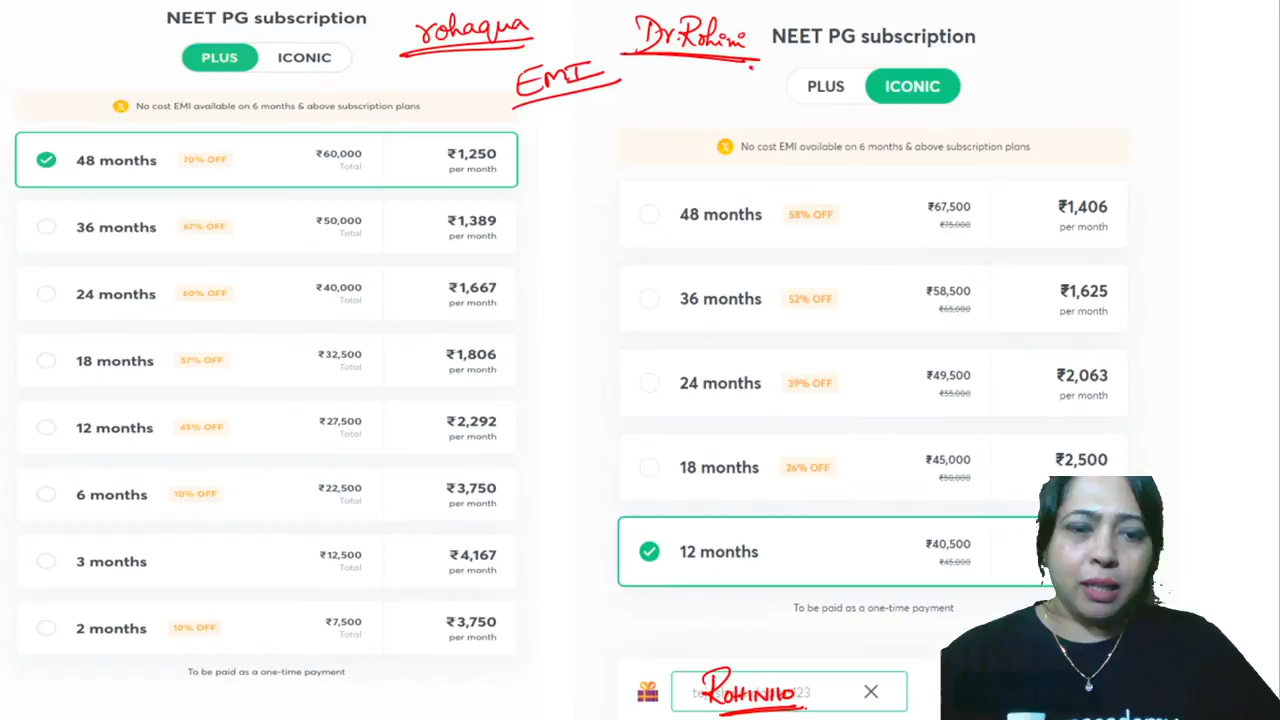 NEET PG subscription
PLUS ICONIC
No cost EMI available on 6 months & above subscription plans
48 months 70% OFF ₹60,000 Total ₹1,250 per month
36 months 67% OFF ₹50,000 Total ₹1,389 per month
24 months 60% OFF ₹40,000 Total ₹1,667 per month
18 months 57% OFF ₹32,500 Total ₹1,806 per month
12 months 45% OFF ₹27,500 Total ₹2,292 per month
6 months 10% OFF ₹22,500 Total ₹3,750 per month
3 months ₹12,500 Total ₹4,167 per month
2 months 10% OFF ₹7,500 Total ₹3,750 per month
To be paid as a one-time payment
rohaqua
EMI
Dr. Rohini
NEET PG subscription
PLUS ICONIC
No cost EMI available on 6 months & above subscription plans
48 months 58% OFF ₹67,500 ₹75,000 ₹1,406 per month
36 months 52% OFF ₹58,500 ₹65,000 ₹1,625 per month
24 months 39% OFF ₹49,500 ₹55,000 ₹2,063 per month
18 months 26% OFF ₹45,000 ₹50,000 ₹2,500
12 months ₹40,500 ₹45,000
To be paid as a one-time payment
ROHINI10